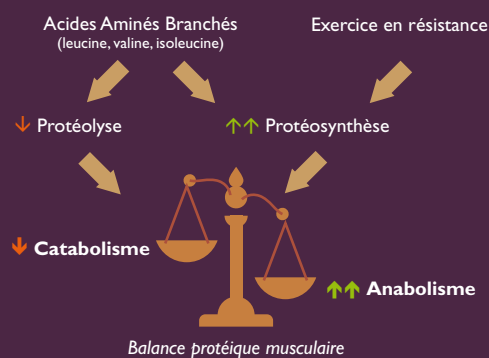 Acides Aminés Branchés
(leucine, valine, isoleucine)
Exercice en résistance
↓ Protéolyse
↑↑ Protéosynthèse
↓ Catabolisme
↑↑ Anabolisme
Balance protéique musculaire